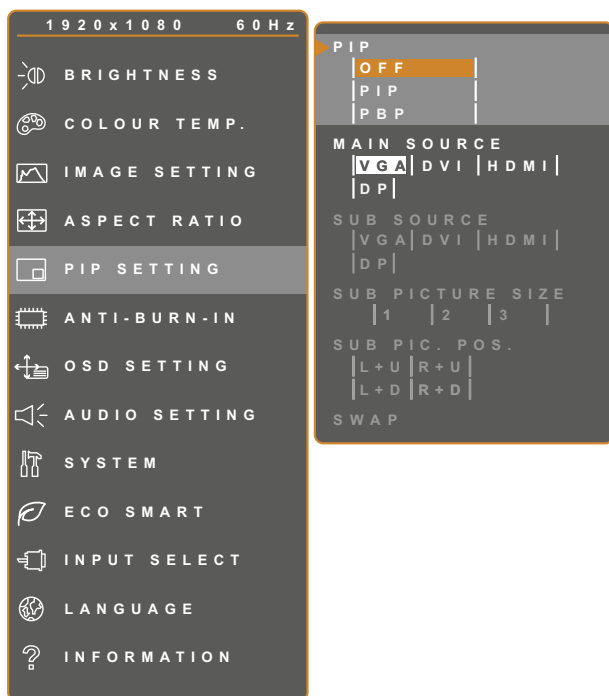 1920x1080 60Hz
BRIGHTNESS
COLOUR TEMP.
IMAGE SETTING
ASPECT RATIO
PIP SETTING
ANTI-BURN-IN
OSD SETTING
AUDIO SETTING
SYSTEM
ECO SMART
INPUT SELECT
LANGUAGE
INFORMATION
PIP
OFF
PIP
PBP
MAIN SOURCE
VGA DVI HDMI
DP
SUB SOURCE
VGA DVI HDMI
DP
SUB PICTURE SIZE
1 2 3
SUB PIC. POS.
L+U R+U
L+D R+D
SWAP